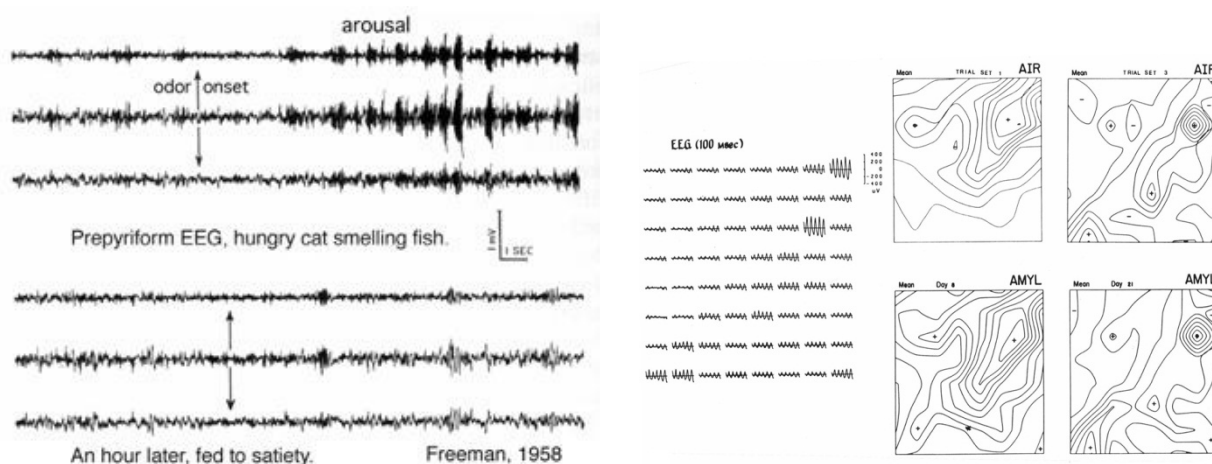 arousal
odor onset
Prepyriform EEG, hungry cat smelling fish.
1 mV
1 SEC
An hour later, fed to satiety.
Freeman, 1958
EEG (100 msec)
400
200
0
-200
-400
uV
Mean TRIAL SET 1 AIR
Mean TRIAL SET 3 AIR
Mean Day 8 AMYL
Mean Day 21 AMYL